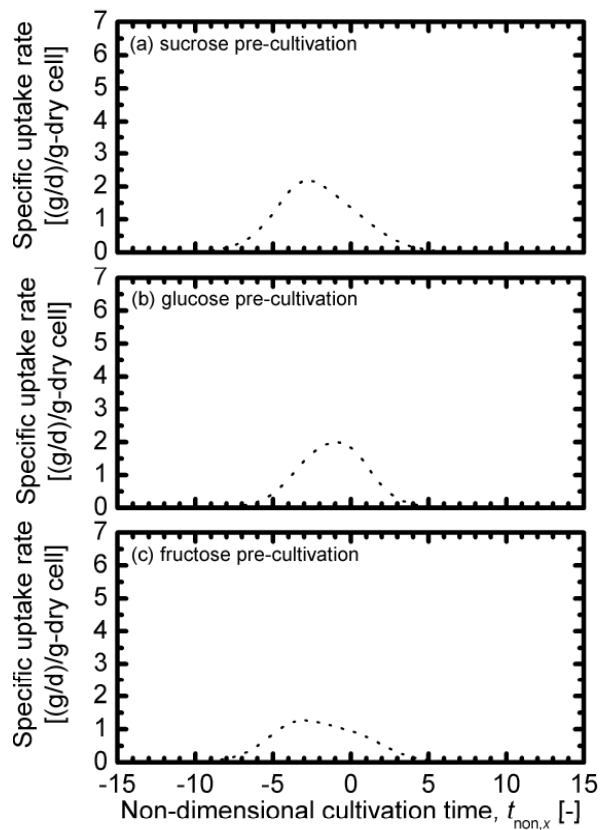 Specific uptake rate
[(g/d)/g-dry cell]
7
6
5
4
3
2
1
0
(a) sucrose pre-cultivation
Specific uptake rate
[(g/d)/g-dry cell]
7
6
5
4
3
2
1
0
(b) glucose pre-cultivation
Specific uptake rate
[(g/d)/g-dry cell]
7
6
5
4
3
2
1
0
(c) fructose pre-cultivation
-15 -10 -5 0 5 10 15
Non-dimensional cultivation time, t_non,x [-]